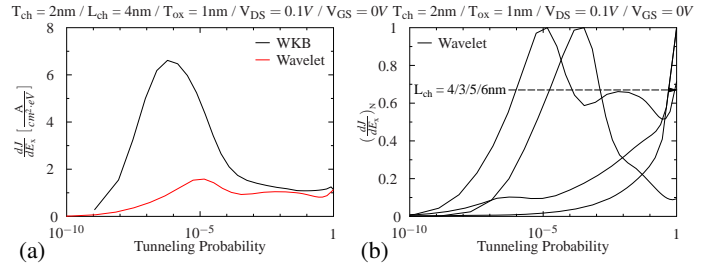 T_ch = 2nm / L_ch = 4nm / T_ox = 1nm / V_DS = 0.1V / V_GS = 0V
8
6
4
2
0
dJ/dE_x [A/cm²·eV]
WKB
Wavelet
10⁻¹⁰
10⁻⁵
1
Tunneling Probability
(a)
T_ch = 2nm / T_ox = 1nm / V_DS = 0.1V / V_GS = 0V
1
0.8
0.6
0.4
0.2
0
(dJ/dE_x)_N
Wavelet
L_ch = 4/3/5/6nm
10⁻¹⁰
10⁻⁵
1
Tunneling Probability
(b)